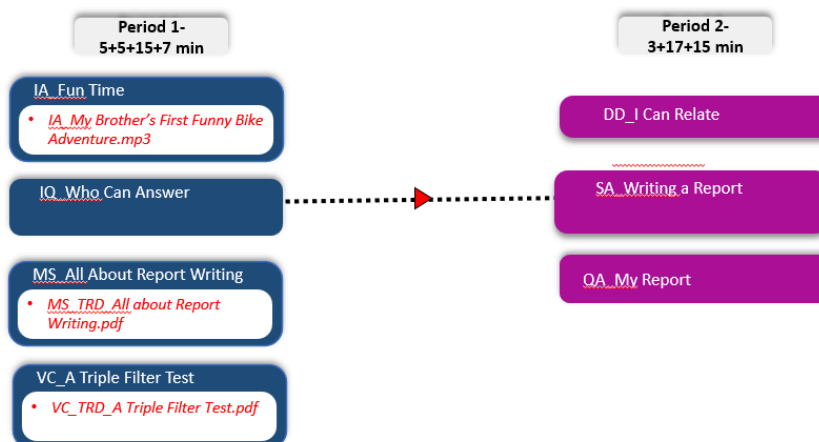 Period 1-
5+5+15+7 min
IA_Fun Time
• IA_My Brother's First Funny Bike
Adventure.mp3
IQ_Who Can Answer
MS_All About Report Writing
• MS_TRD_All about Report
Writing.pdf
VC_A Triple Filter Test
• VC_TRD_A Triple Filter Test.pdf
Period 2-
3+17+15 min
DD_I Can Relate
SA_Writing a Report
QA_My Report